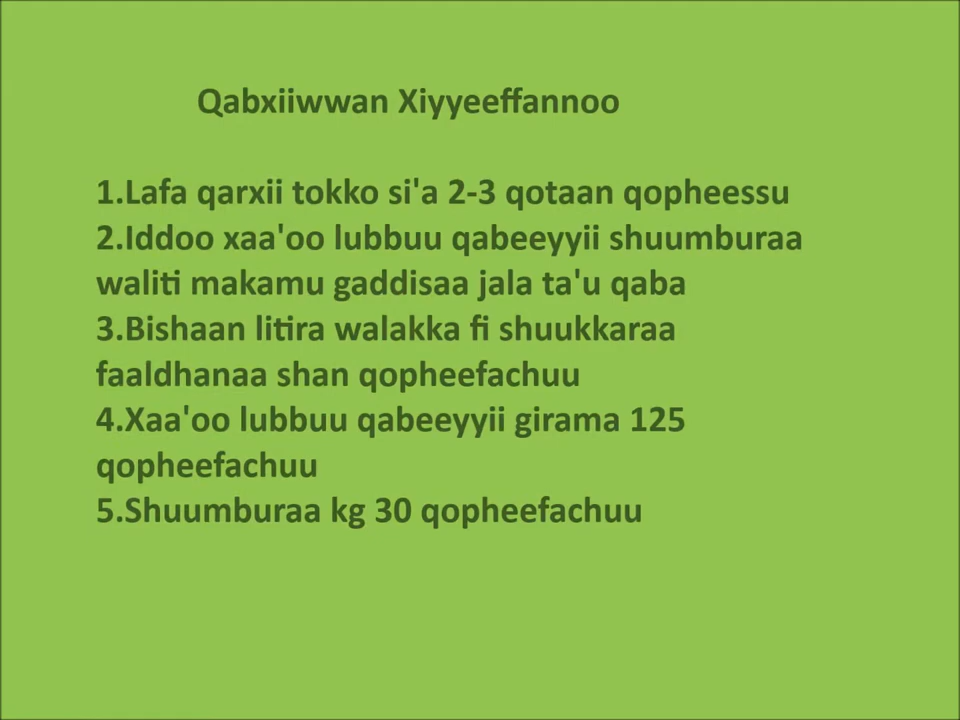 Qabxiiwwan Xiyyeeffannoo
1.Lafa qarxii tokko si'a 2-3 qotaan qopheessu
2.Iddoo xaa'oo lubbuu qabeeyyii shuumburaa
waliti makamu gaddisaa jala ta'u qaba
3.Bishaan litira walakka fi shuukkaraa
faaldhanaa shan qopheefachuu
4.Xaa'oo lubbuu qabeeyyii girama 125
qopheefachuu
5.Shuumburaa kg 30 qopheefachuu